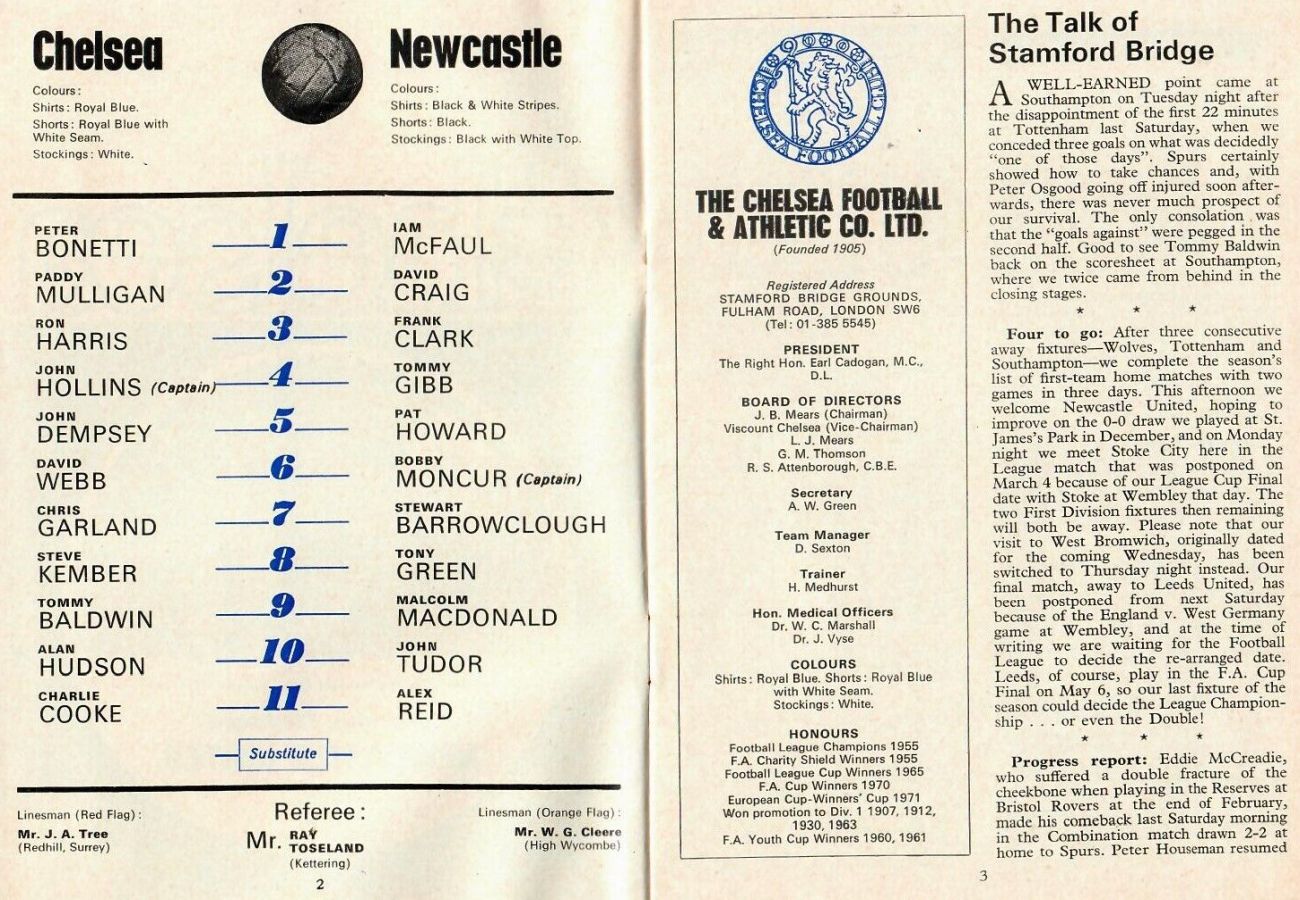 Chelsea
Colours:
Shirts: Royal Blue.
Shorts: Royal Blue with
White Seam.
Stockings: White.
Newcastle
Colours:
Shirts: Black & White Stripes.
Shorts: Black.
Stockings: Black with White Top.
PETER
BONETTI
1
IAM
McFAUL
PADDY
MULLIGAN
2
DAVID
CRAIG
RON
HARRIS
3
FRANK
CLARK
JOHN
HOLLINS (Captain)
4
TOMMY
GIBB
JOHN
DEMPSEY
5
PAT
HOWARD
DAVID
WEBB
6
BOBBY
MONCUR (Captain)
CHRIS
GARLAND
7
STEWART
BARROWCLOUGH
STEVE
KEMBER
8
TONY
GREEN
TOMMY
BALDWIN
9
MALCOLM
MACDONALD
ALAN
HUDSON
10
JOHN
TUDOR
CHARLIE
COOKE
11
ALEX
REID
Substitute
Linesman (Red Flag):
Mr. J. A. Tree
(Redhill, Surrey)
Referee:
Mr. RAY TOSELAND
(Kettering)
Linesman (Orange Flag):
Mr. W. G. Cleere
(High Wycombe)
2
CHELSEA FOOTBALL CLUB LIMITED
THE CHELSEA FOOTBALL
& ATHLETIC CO. LTD.
(Founded 1905)
Registered Address
STAMFORD BRIDGE GROUNDS,
FULHAM ROAD, LONDON SW6
(Tel: 01-385 5545)
PRESIDENT
The Right Hon. Earl Cadogan, M.C.,
D.L.
BOARD OF DIRECTORS
J. B. Mears (Chairman)
Viscount Chelsea (Vice-Chairman)
L. J. Mears
G. M. Thomson
R. S. Attenborough, C.B.E.
Secretary
A. W. Green
Team Manager
D. Sexton
Trainer
H. Medhurst
Hon. Medical Officers
Dr. W. C. Marshall
Dr. J. Vyse
COLOURS
Shirts: Royal Blue. Shorts: Royal Blue
with White Seam.
Stockings: White.
HONOURS
Football League Champions 1955
F.A. Charity Shield Winners 1955
Football League Cup Winners 1965
F.A. Cup Winners 1970
European Cup-Winners' Cup 1971
Won promotion to Div. 1 1907, 1912,
1930, 1963
F.A. Youth Cup Winners 1960, 1961
The Talk of
Stamford Bridge
A WELL-EARNED point came at
Southampton on Tuesday night after
the disappointment of the first 22 minutes
at Tottenham last Saturday, when we
conceded three goals on what was decidedly
"one of those days". Spurs certainly
showed how to take chances and, with
Peter Osgood going off injured soon after-
wards, there was never much prospect of
our survival. The only consolation was
that the "goals against" were pegged in the
second half. Good to see Tommy Baldwin
back on the scoresheet at Southampton,
where we twice came from behind in the
closing stages.
* * *
Four to go: After three consecutive
away fixtures—Wolves, Tottenham and
Southampton—we complete the season's
list of first-team home matches with two
games in three days. This afternoon we
welcome Newcastle United, hoping to
improve on the 0-0 draw we played at St.
James's Park in December, and on Monday
night we meet Stoke City here in the
League match that was postponed on
March 4 because of our League Cup Final
date with Stoke at Wembley that day. The
two First Division fixtures then remaining
will both be away. Please note that our
visit to West Bromwich, originally dated
for the coming Wednesday, has been
switched to Thursday night instead. Our
final match, away to Leeds United, has
been postponed from next Saturday
because of the England v. West Germany
game at Wembley, and at the time of
writing we are waiting for the Football
League to decide the re-arranged date.
Leeds, of course, play in the F.A. Cup
Final on May 6, so our last fixture of the
season could decide the League Champion-
ship . . . or even the Double!
* * *
Progress report: Eddie McCreadie,
who suffered a double fracture of the
cheekbone when playing in the Reserves at
Bristol Rovers at the end of February,
made his comeback last Saturday morning
in the Combination match drawn 2-2 at
home to Spurs. Peter Houseman resumed
3